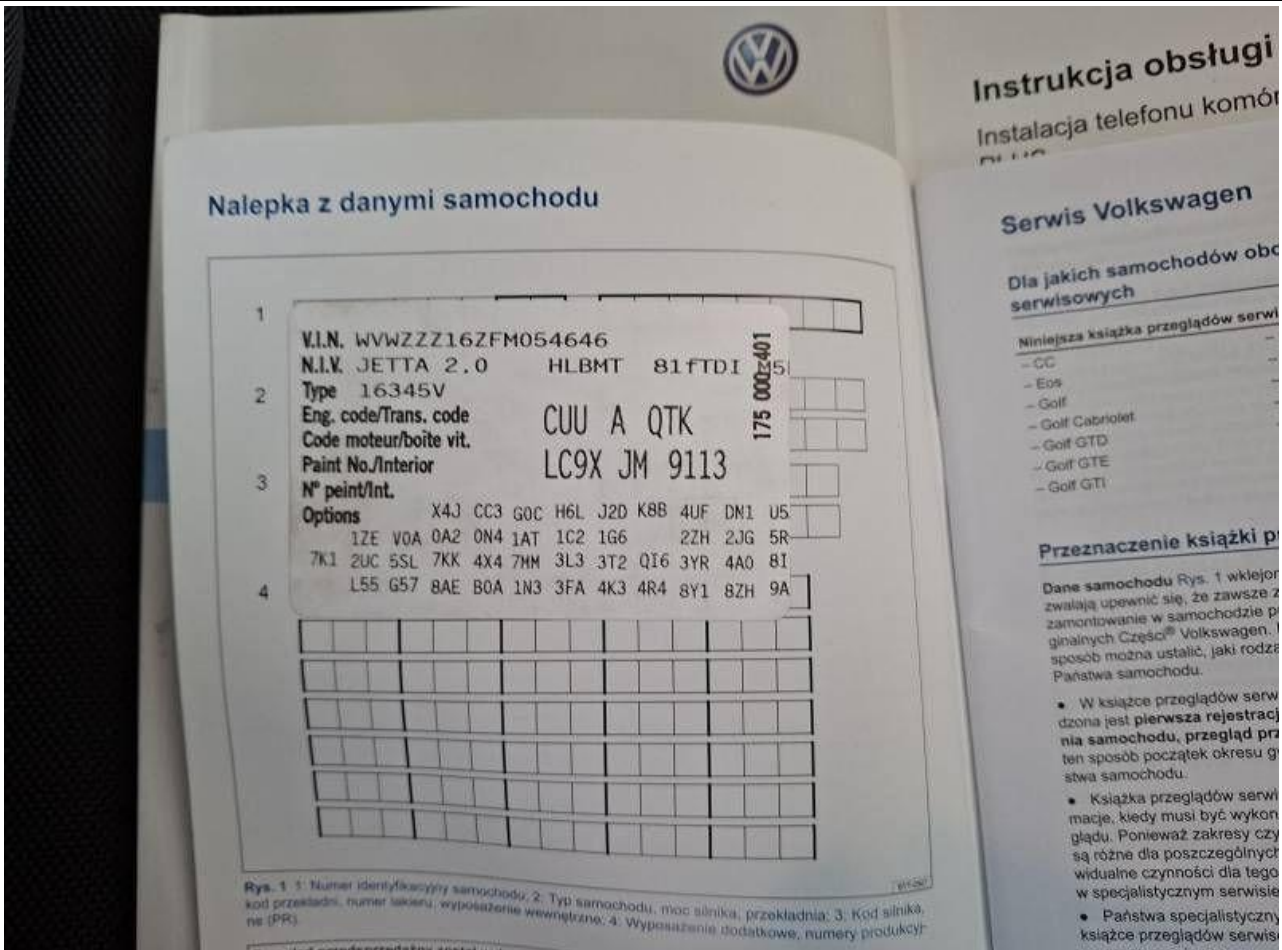 Nalepka z danymi samochodu
1
V.I.N. WVWZZZ16ZFM054646
N.I.V. JETTA 2.0 HLBMT 81fTDI
175 000z401
2
Type 16345V
Eng. code/Trans. code
Code moteur/boite vit.
CUU A QTK
Paint No./Interior
LC9X JM 9113
3
N° peint/Int.
Options X4J CC3 G0C H6L J2D K8B 4UF DN1 U5
1ZE V0A 0A2 0N4 1AT 1C2 1G6 2ZH 2JG 5R
7K1 2UC 5SL 7KK 4X4 7MM 3L3 3T2 QI6 3YR 4A0 8I
4
L55 G57 8AE B0A 1N3 3FA 4K3 4R4 8Y1 8ZH 9A
Rys. 1 1: Numer identyfikacyjny samochodu; 2: Typ samochodu, moc silnika, przekładnia; 3: Kod silnika,
kod przekładni, numer lakieru, wyposażenie wewnętrzne; 4: Wyposażenie dodatkowe, numery produkcyj-
ne (PR)
Instrukcja obsługi
Instalacja telefonu komór
Serwis Volkswagen
Dla jakich samochodów obo
serwisowych
Niniejsza książka przeglądów serwi
– CC
– Eos
– Golf
– Golf Cabriolet
– Golf GTD
– Golf GTE
– Golf GTI
Przeznaczenie książki p
Dane samochodu Rys. 1 wklejon
zwalają upewnić się, że zawsze z
zamontowanie w samochodzie
ginalnych Części® Volkswagen.
sposób można ustalić, jaki rodza
Państwa samochodu.
• W książce przeglądów serw
dzona jest pierwsza rejestracj
nia samochodu, przegląd prz
ten sposób początek okresu g
stwa samochodu.
• Książka przeglądów serwi
macje, kiedy musi być wykon
glądu. Ponieważ zakresy czy
są różne dla poszczególnych
widualne czynności dla tego
w specjalistycznym serwisie
• Państwa specjalistyczny
książce przeglądów serwis